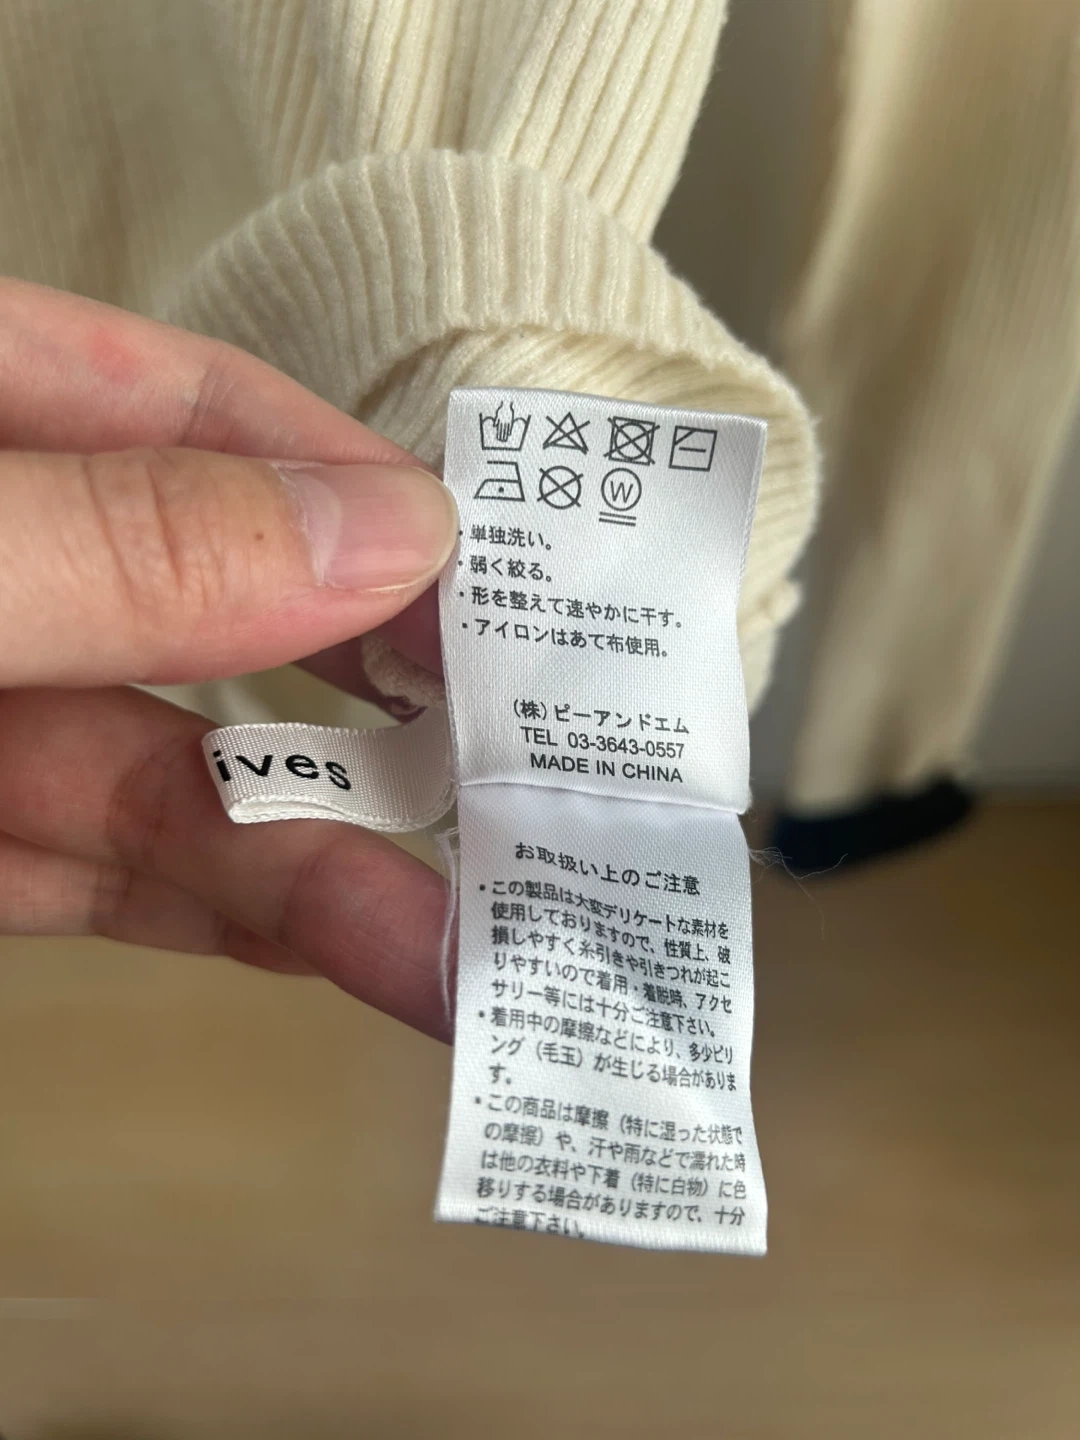 W
・単独洗い。
・弱く絞る。
・形を整えて速やかに干す。
・アイロンはあて布使用。
(株)ピーアンドエム
TEL 03-3643-0557
MADE IN CHINA
ives
お取扱い上のご注意
・この製品は大変デリケートな素材を
使用しておりますので、性質上、破
損しやすく糸引きや引きつれが起こ
りやすいので着用・着脱時、アクセ
サリー等には十分ご注意下さい。
・着用中の摩擦などにより、多少ピリ
ング（毛玉）が生じる場合がありま
す。
・この商品は摩擦（特に湿った状態で
の摩擦）や、汗や雨などで濡れた時
は他の衣料や下着（特に白物）に色
移りする場合がありますので、十分
ご注意下さい。